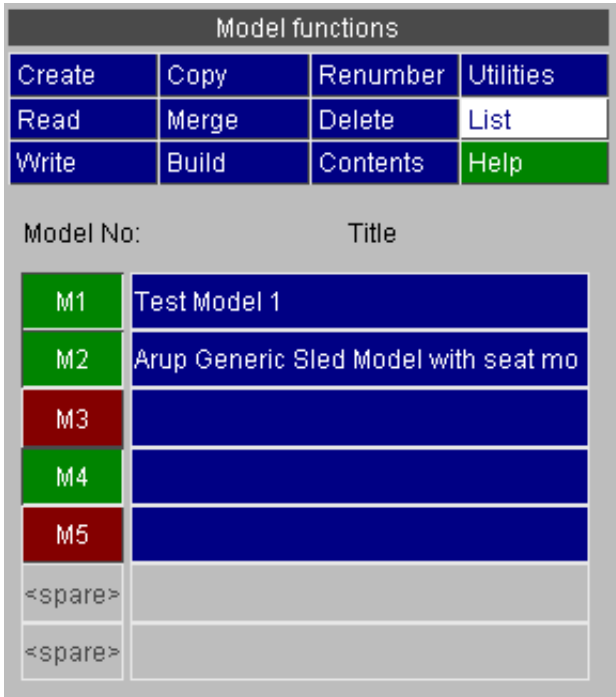 Model functions
Create Copy Renumber Utilities
Read Merge Delete List
Write Build Contents Help
Model No: Title
M1 Test Model 1
M2 Arup Generic Sled Model with seat mo
M3
M4
M5
<spare>
<spare>